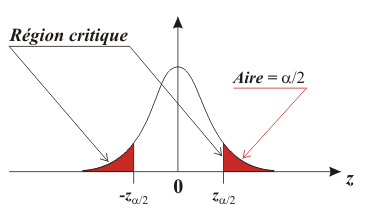 Région critique
Aire = α/2
z
-zα/2
0
zα/2